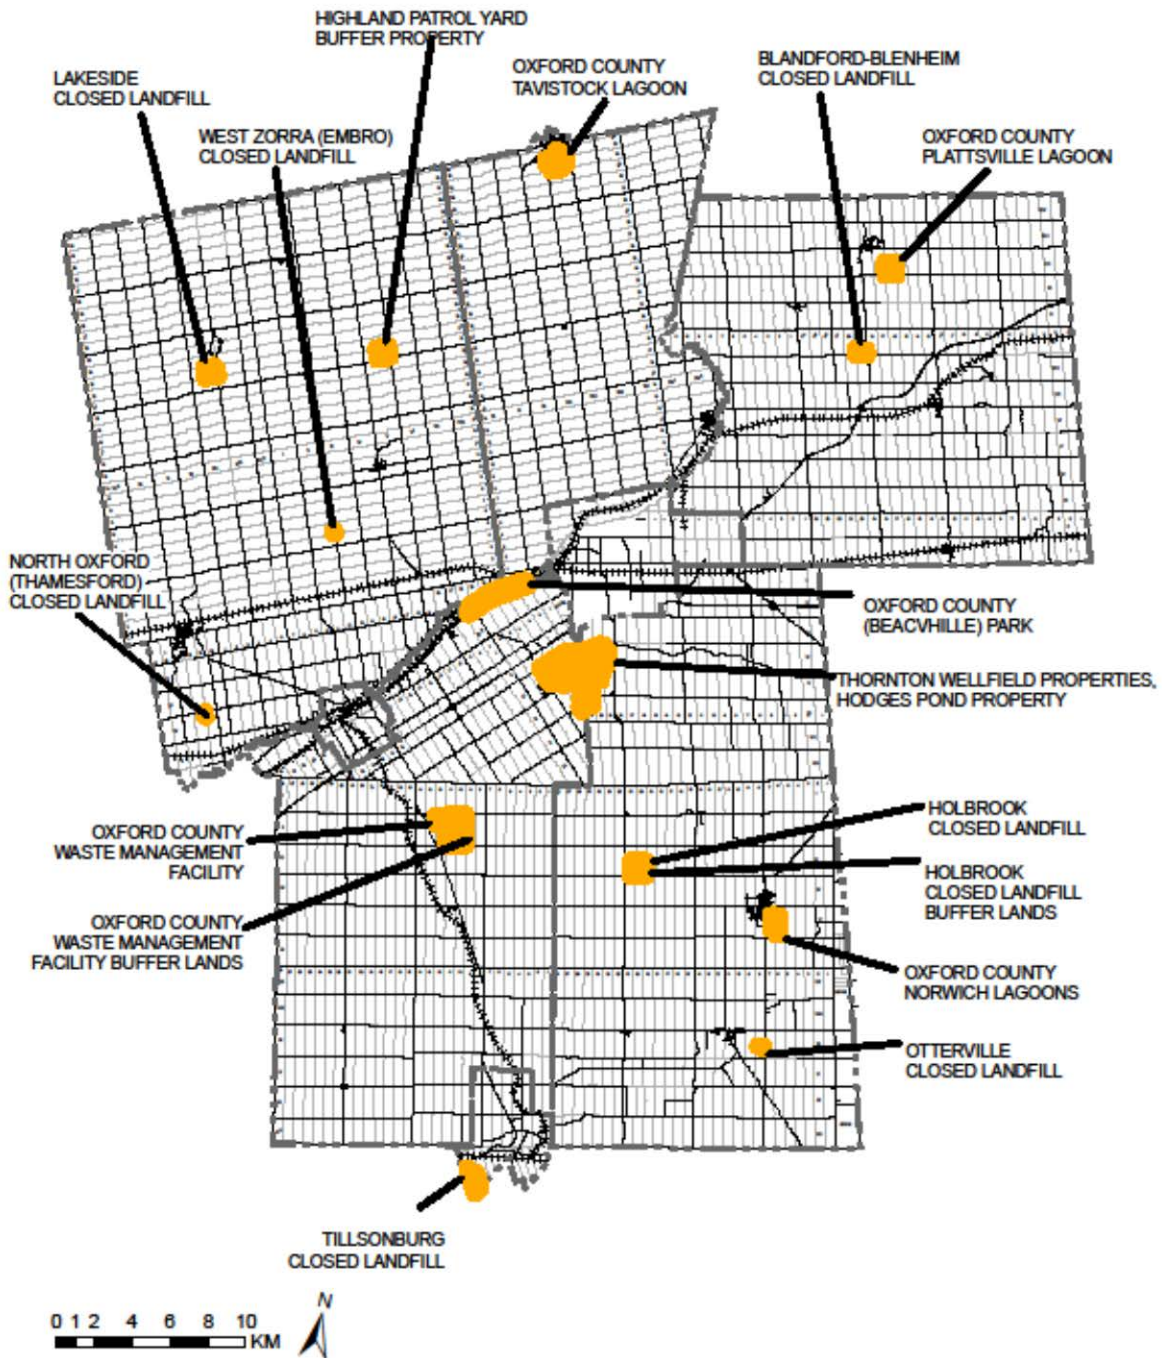 HIGHLAND PATROL YARD
BUFFER PROPERTY
LAKESIDE
CLOSED LANDFILL
OXFORD COUNTY
TAVISTOCK LAGOON
BLANDFORD-BLENHEIM
CLOSED LANDFILL
WEST ZORRA (EMBRO)
CLOSED LANDFILL
OXFORD COUNTY
PLATTSVILLE LAGOON
NORTH OXFORD
(THAMESFORD)
CLOSED LANDFILL
OXFORD COUNTY
(BEACVHILLE) PARK
THORNTON WELLFIELD PROPERTIES,
HODGES POND PROPERTY
HOLBROOK
CLOSED LANDFILL
OXFORD COUNTY
WASTE MANAGEMENT
FACILITY
HOLBROOK
CLOSED LANDFILL
BUFFER LANDS
OXFORD COUNTY
WASTE MANAGEMENT
FACILITY BUFFER LANDS
OXFORD COUNTY
NORWICH LAGOONS
OTTERVILLE
CLOSED LANDFILL
TILLSONBURG
CLOSED LANDFILL
N
0 1 2 4 6 8 10
KM